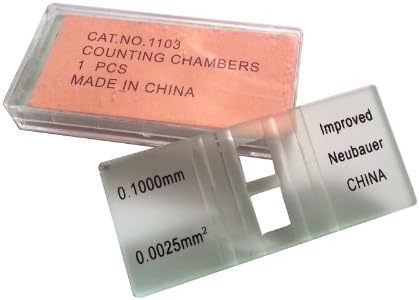 CAT.NO.1103
COUNTING CHAMBERS
1 PCS
MADE IN CHINA
Improved
Neubauer
CHINA
0.1000mm
0.0025mm²